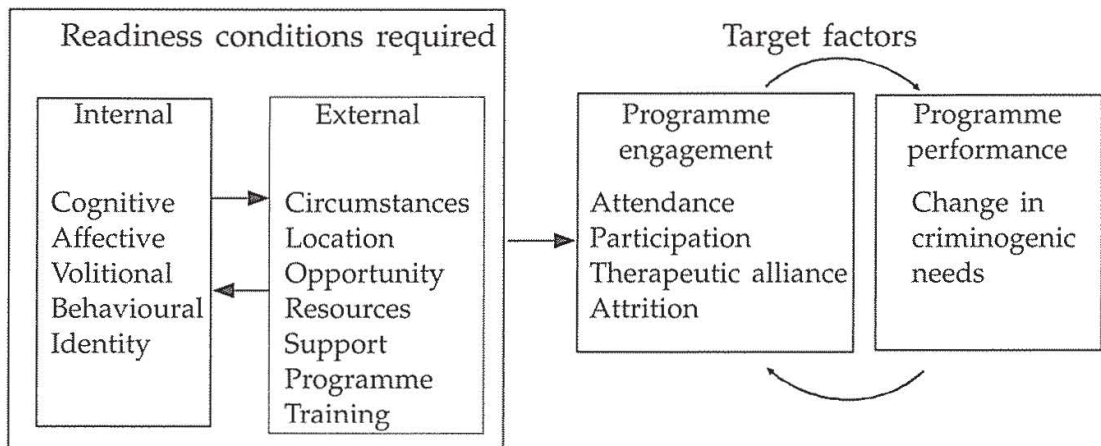 Readiness conditions required
Internal
Cognitive
Affective
Volitional
Behavioural
Identity
External
Circumstances
Location
Opportunity
Resources
Support
Programme
Training
Target factors
Programme
engagement
Attendance
Participation
Therapeutic alliance
Attrition
Programme
performance
Change in
criminogenic
needs